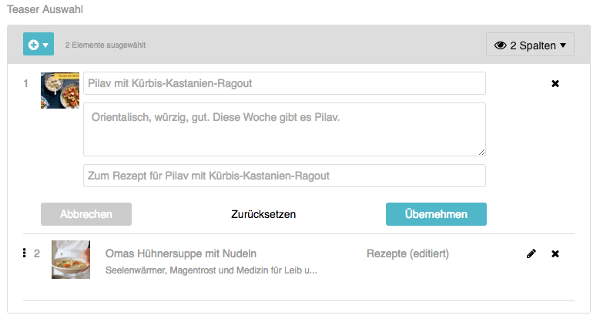 Teaser Auswahl
2 Elemente ausgewählt
2 Spalten
1
Pilav mit Kürbis-Kastanien-Ragout
Orientalisch, würzig, gut. Diese Woche gibt es Pilav.
Zum Rezept für Pilav mit Kürbis-Kastanien-Ragout
Abbrechen Zurücksetzen Übernehmen
2 Omas Hühnersuppe mit Nudeln Rezepte (editiert)
Seelenwärmer, Magentrost und Medizin für Leib u...